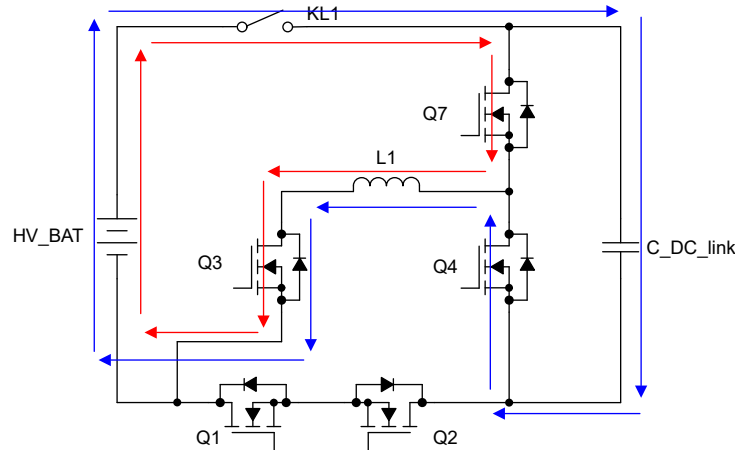 KL1
Q7
L1
HV_BAT
Q3
Q4
C_DC_link
Q1
Q2